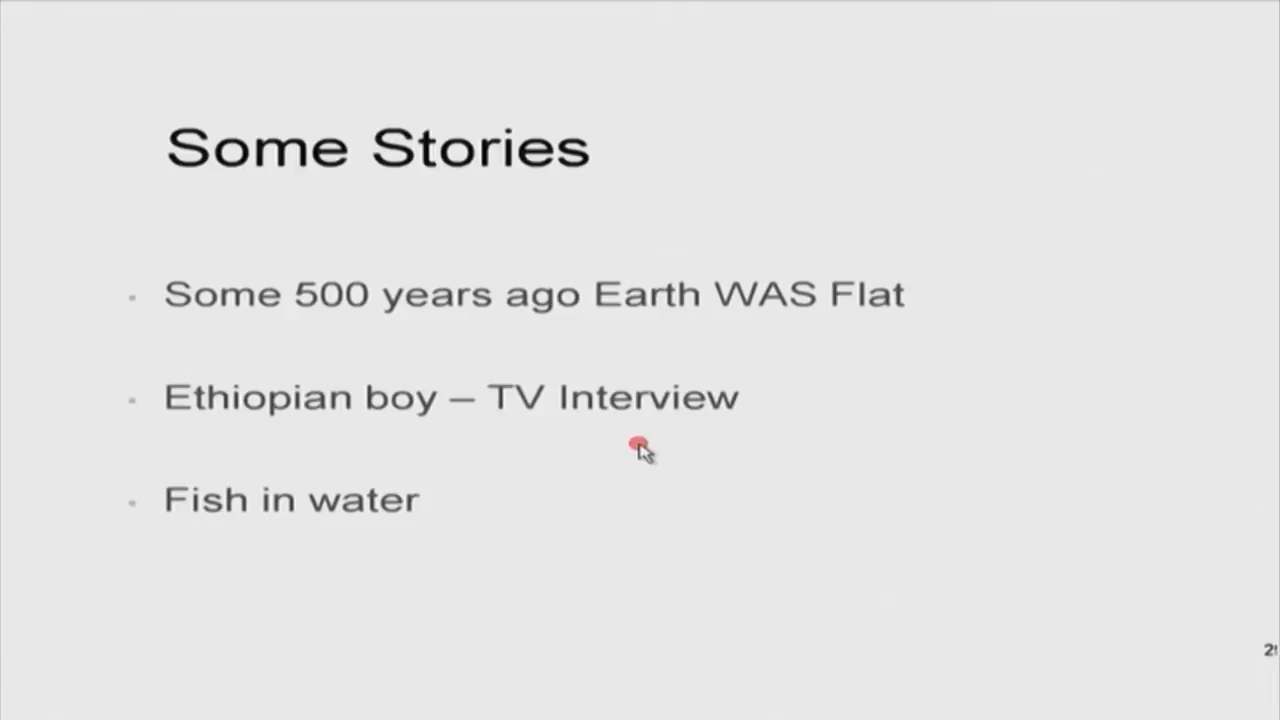 Some Stories
Some 500 years ago Earth WAS Flat
Ethiopian boy – TV Interview
Fish in water